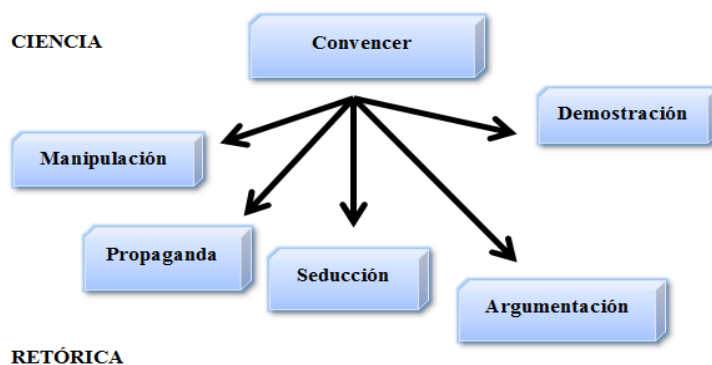 CIENCIA
Convencer
Demostración
Manipulación
Propaganda
Seducción
Argumentación
RETÓRICA